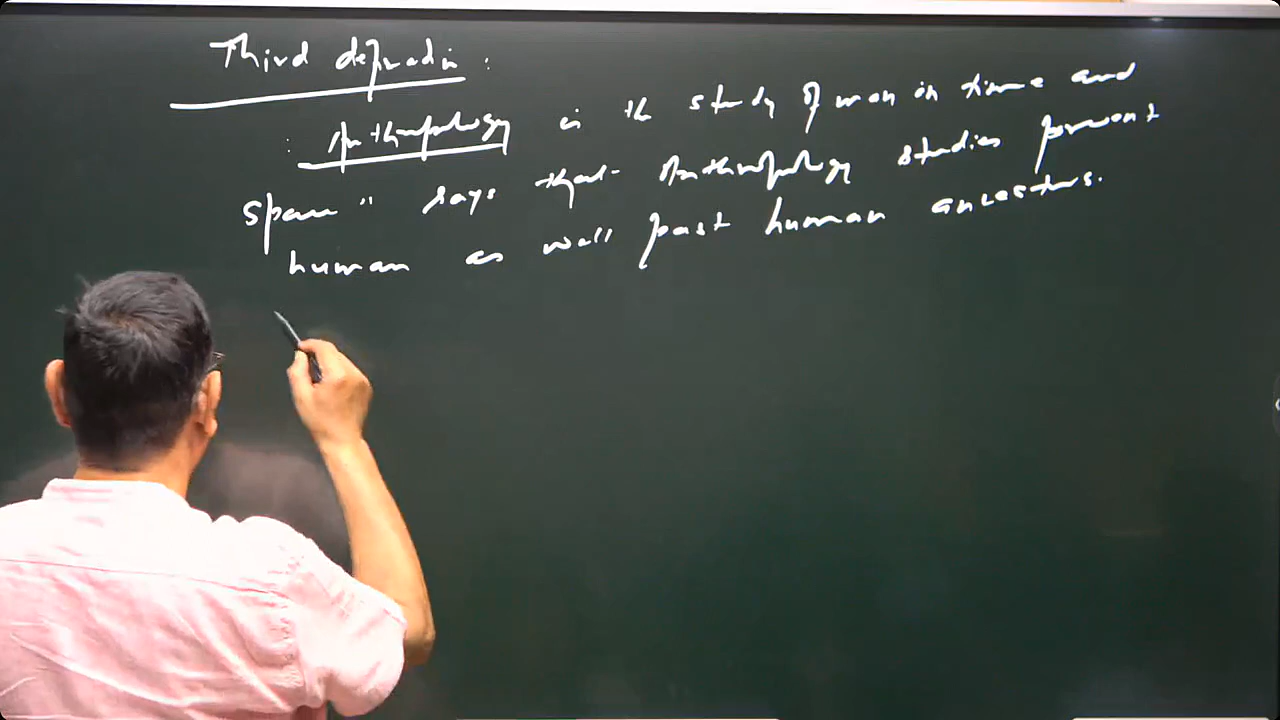 Third defination :
: Anthropology is the study of man in time and
space" says that Anthropology studies present
human as well past human ancestors.